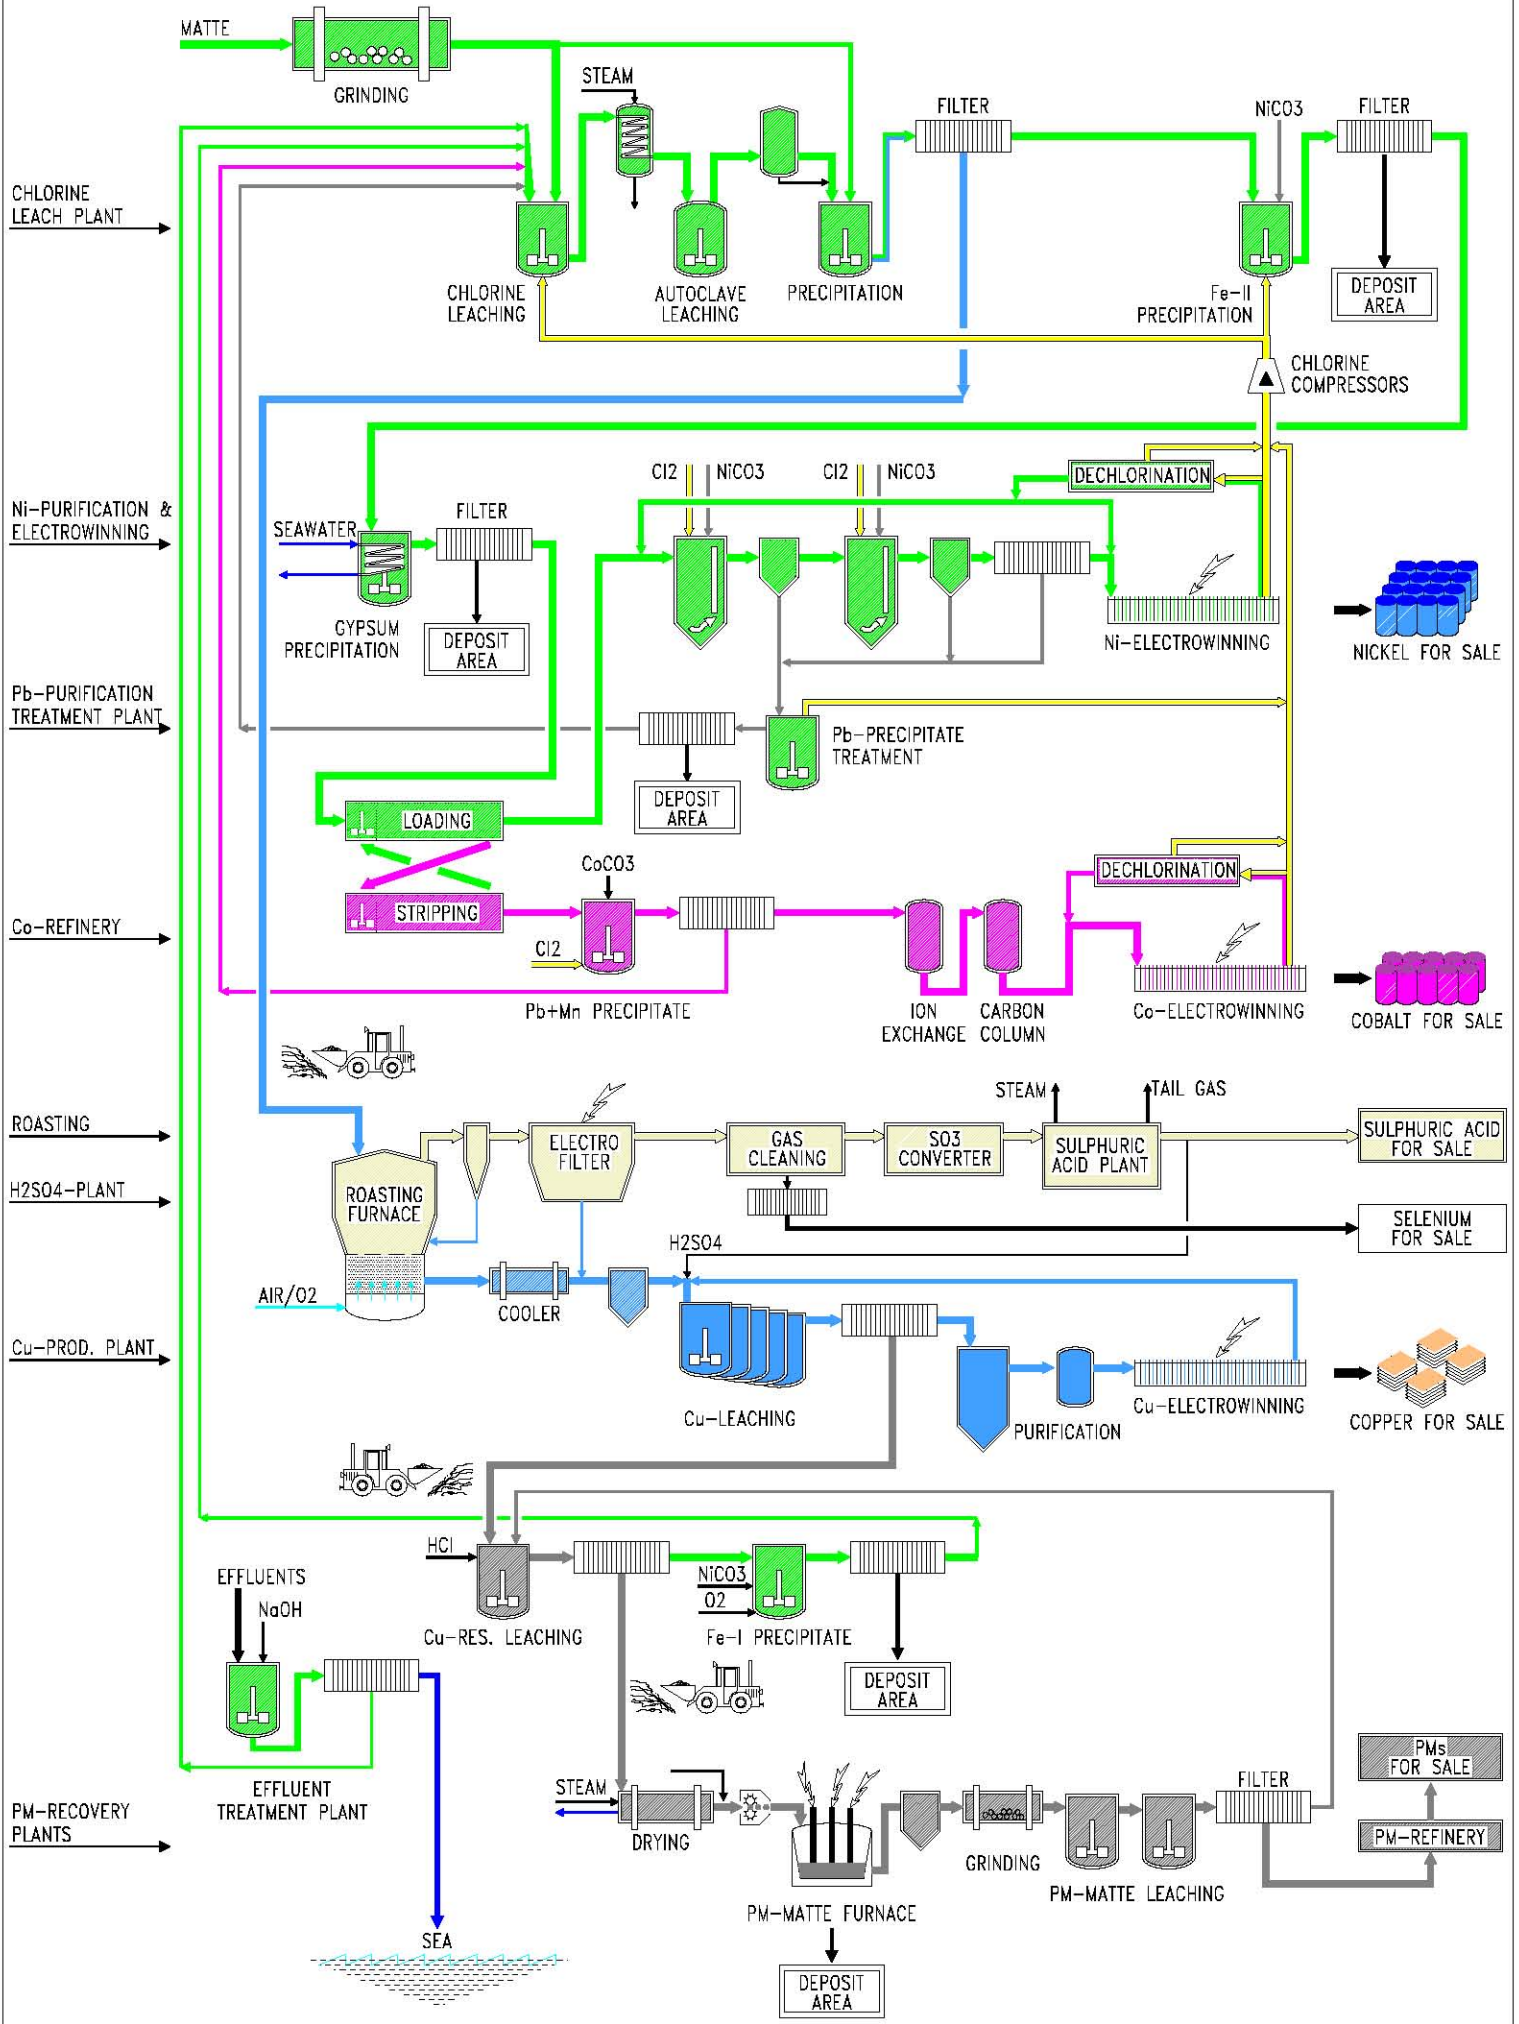 MATTE
GRINDING
STEAM
FILTER
NiCO3
FILTER
CHLORINE
LEACH PLANT
CHLORINE
LEACHING
AUTOCLAVE
LEACHING
PRECIPITATION
Fe-II
PRECIPITATION
DEPOSIT
AREA
CHLORINE
COMPRESSORS
Ni-PURIFICATION &
ELECTROWINNING
SEAWATER
FILTER
Cl2
NiCO3
Cl2
NiCO3
DECHLORINATION
GYPSUM
PRECIPITATION
DEPOSIT
AREA
Ni-ELECTROWINNING
NICKEL FOR SALE
Pb-PURIFICATION
TREATMENT PLANT
Pb-PRECIPITATE
TREATMENT
DEPOSIT
AREA
LOADING
STRIPPING
CoCO3
DECHLORINATION
Co-REFINERY
Cl2
Pb+Mn PRECIPITATE
ION
EXCHANGE
CARBON
COLUMN
Co-ELECTROWINNING
COBALT FOR SALE
STEAM
TAIL GAS
ROASTING
ELECTRO
FILTER
GAS
CLEANING
SO3
CONVERTER
SULPHURIC
ACID PLANT
SULPHURIC ACID
FOR SALE
H2SO4-PLANT
ROASTING
FURNACE
SELENIUM
FOR SALE
H2SO4
AIR/O2
COOLER
Cu-PROD. PLANT
Cu-LEACHING
PURIFICATION
Cu-ELECTROWINNING
COPPER FOR SALE
HCl
NiCO3
O2
EFFLUENTS
NaOH
Cu-RES. LEACHING
Fe-I PRECIPITATE
DEPOSIT
AREA
EFFLUENT
TREATMENT PLANT
PM-RECOVERY
PLANTS
STEAM
DRYING
PM-MATTE FURNACE
GRINDING
PM-MATTE LEACHING
FILTER
PMs
FOR SALE
PM-REFINERY
SEA
DEPOSIT
AREA